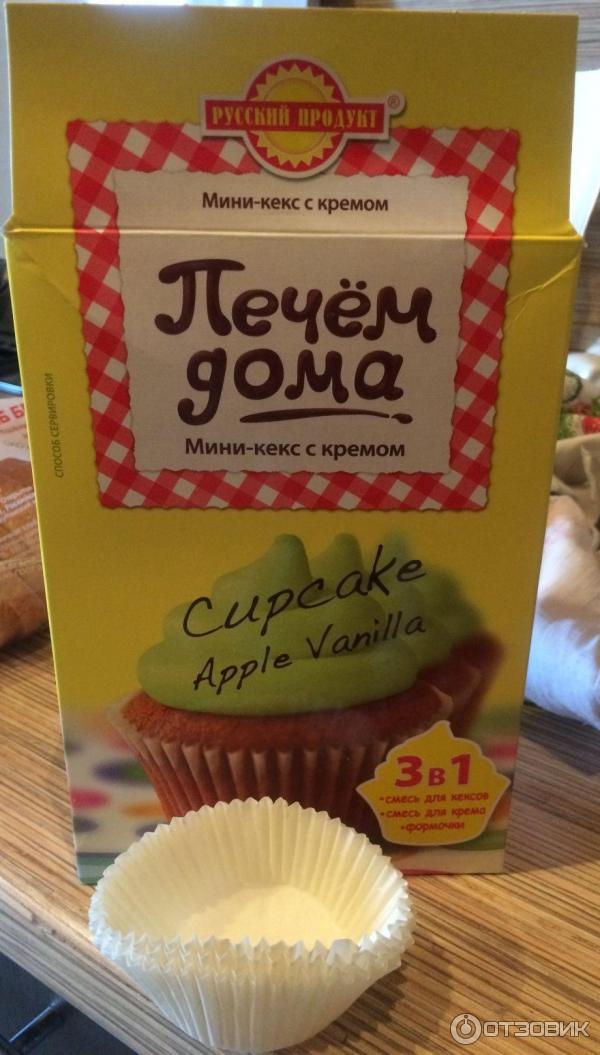 РУССКИЙ ПРОДУКТ
®
Мини-кекс с кремом
Печём
дома
Мини-кекс с кремом
СПОСОБ СЕРВИРОВКИ
Cupcake
Apple Vanilla
3 в 1
•смесь для кексов
•смесь для крема
•формочки
ОТЗОВИК